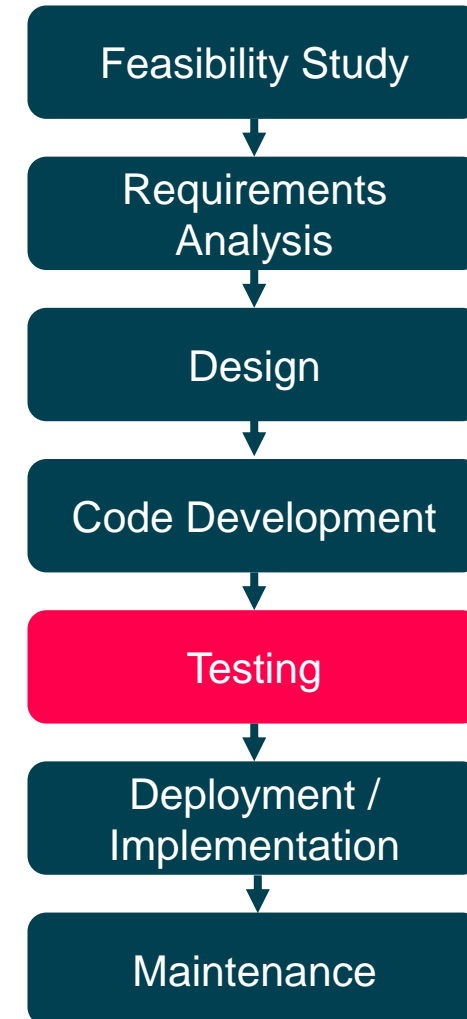 Feasibility Study
Requirements
Analysis
Design
Code Development
Testing
Deployment /
Implementation
Maintenance